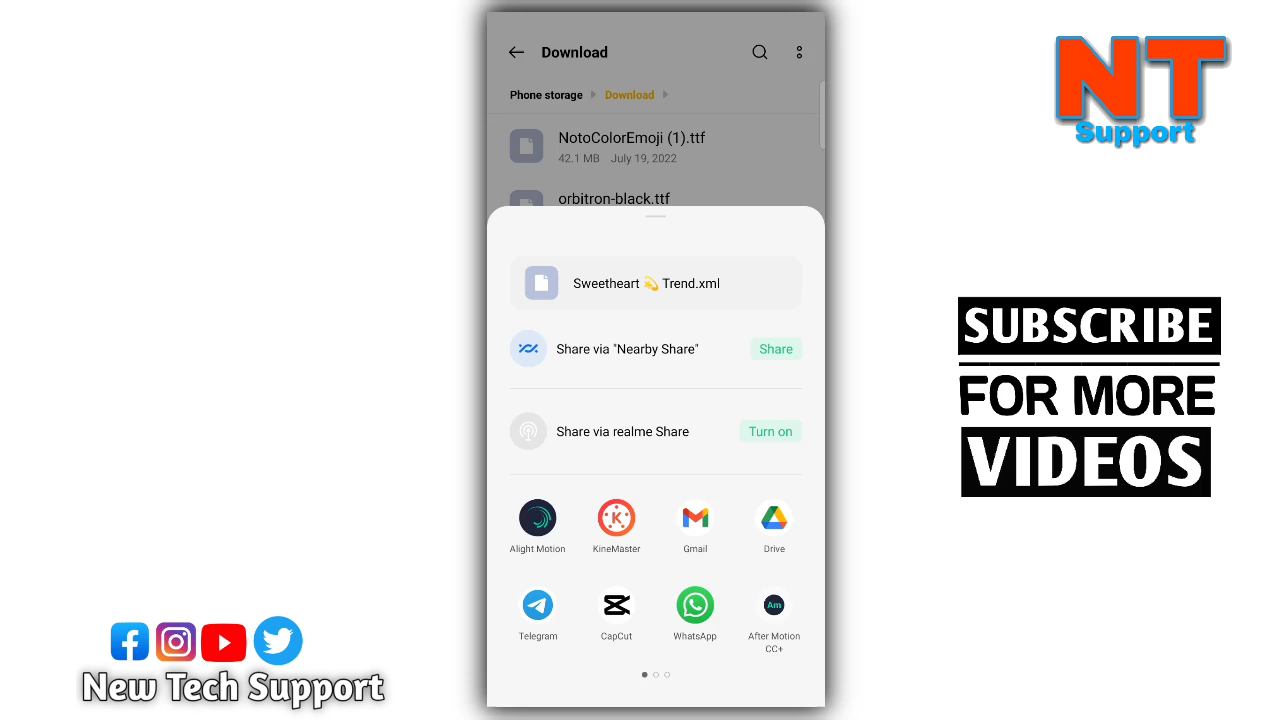 Download
Phone storage
Download
NotoColorEmoji (1).ttf
42.1 MB July 19, 2022
orbitron-black.ttf
Sweetheart 💫 Trend.xml
Share via "Nearby Share"
Share
Share via realme Share
Turn on
K
Alight Motion
KineMaster
Gmail
Drive
Am
Telegram
CapCut
WhatsApp
After Motion
CC+
NT
Support
SUBSCRIBE
FOR MORE
VIDEOS
New Tech Support